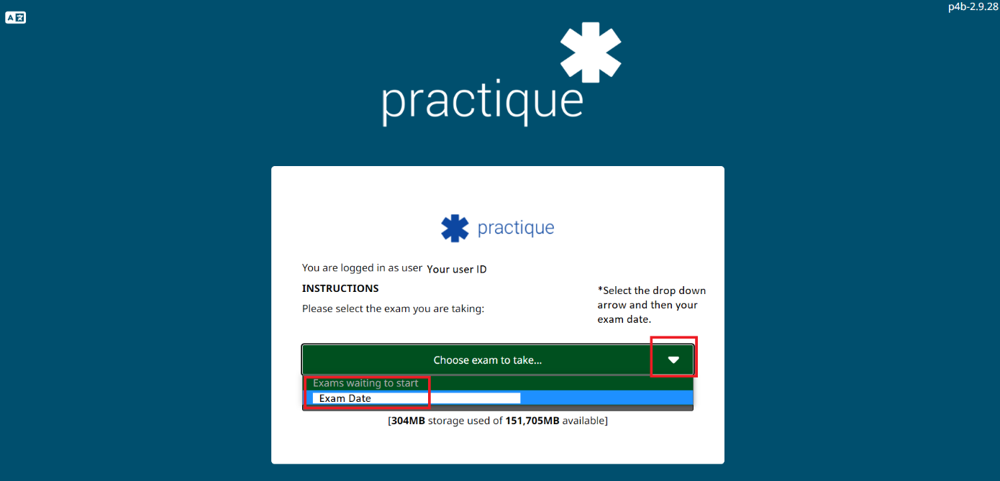 p4b-2.9.28
A
practique
practique
You are logged in as user Your user ID
INSTRUCTIONS
Please select the exam you are taking:
*Select the drop down
arrow and then your
exam date.
Choose exam to take...
Exams waiting to start
Exam Date
[304MB storage used of 151,705MB available]